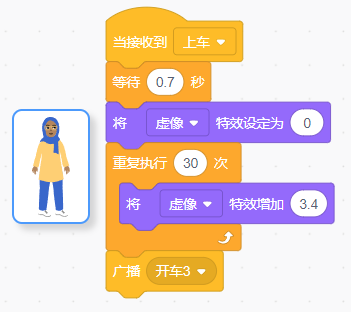 当接收到 上车
等待 0.7 秒
将 虚像 特效设定为 0
重复执行 30 次
将 虚像 特效增加 3.4
广播 开车3